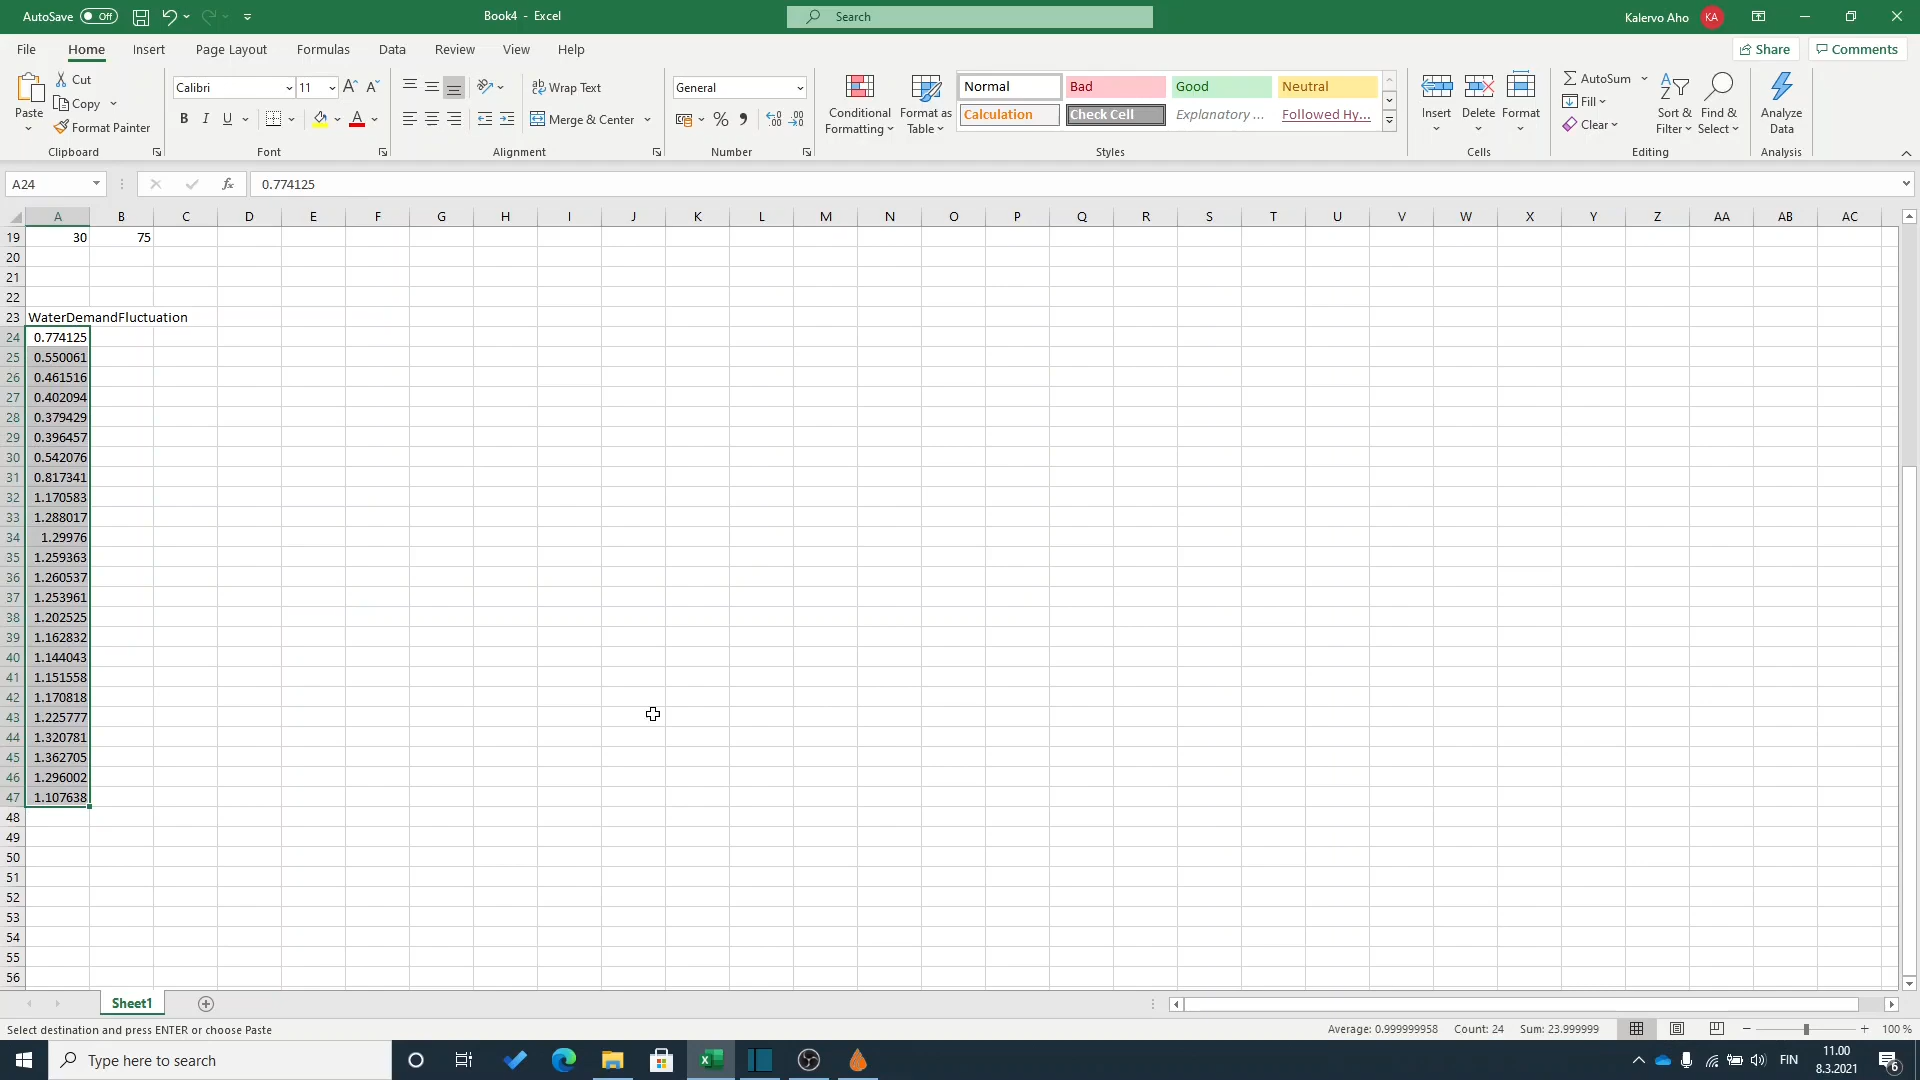 AutoSave Off Book4 - Excel Search Kalervo Aho KA
File Home Insert Page Layout Formulas Data Review View Help Share Comments
Paste Cut Copy Format Painter Clipboard
Calibri 11 B I U A Font
Wrap Text Merge & Center Alignment
General % Number
Conditional Formatting Format as Table
Normal Bad Good Neutral
Calculation Check Cell Explanatory ... Followed Hy...
Styles
Insert Delete Format Cells
AutoSum Fill Clear Sort & Filter Find & Select Editing
Analyze Data Analysis
A24 fx 0.774125
A B C D E F G H I J K L M N O P Q R S T U V W X Y Z AA AB AC
19 30 75
20
21
22
23 WaterDemandFluctuation
24 0.774125
25 0.550061
26 0.461516
27 0.402094
28 0.379429
29 0.396457
30 0.542076
31 0.817341
32 1.170583
33 1.288017
34 1.29976
35 1.259363
36 1.260537
37 1.253961
38 1.202525
39 1.162832
40 1.144043
41 1.151558
42 1.170818
43 1.225777
44 1.320781
45 1.362705
46 1.296002
47 1.107638
48
49
50
51
52
53
54
55
56
Sheet1
Select destination and press ENTER or choose Paste Average: 0.999999958 Count: 24 Sum: 23.999999 100 %
Type here to search FIN 11.00
8.3.2021 6